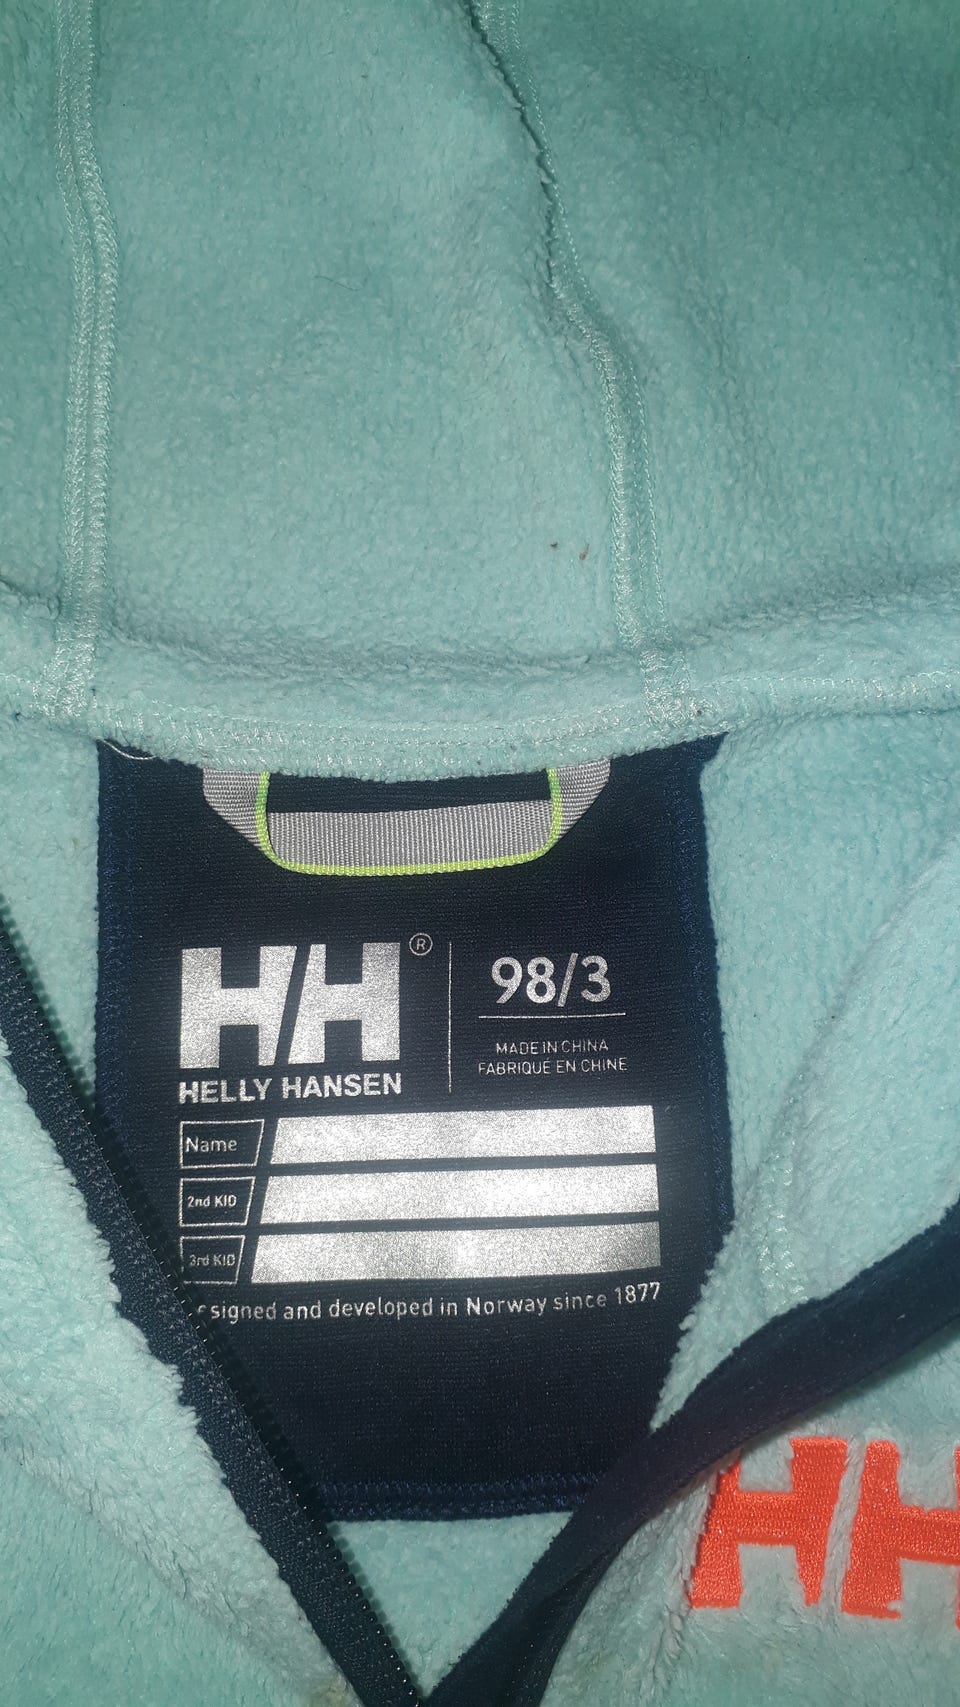 HH®
HELLY HANSEN
98/3
MADE IN CHINA
FABRIQUÉ EN CHINE
Name
2nd KID
3rd KID
signed and developed in Norway since 1877
HH